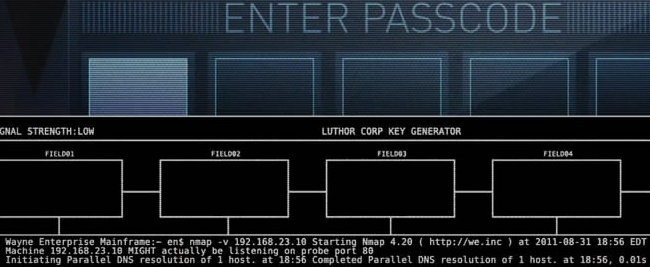 ENTER PASSCODE
GNAL STRENGTH:LOW LUTHOR CORP KEY GENERATOR
FIELD01 FIELD02 FIELD03 FIELD04
Wayne Enterprise Mainframe:~ en$ nmap -v 192.168.23.10 Starting Nmap 4.20 ( http://we.inc ) at 2011-08-31 18:56 EDT
Machine 192.168.23.10 MIGHT actually be listening on probe port 80
Initiating Parallel DNS resolution of 1 host. at 18:56 Completed Parallel DNS resolution of 1 host. at 18:56, 0.01s